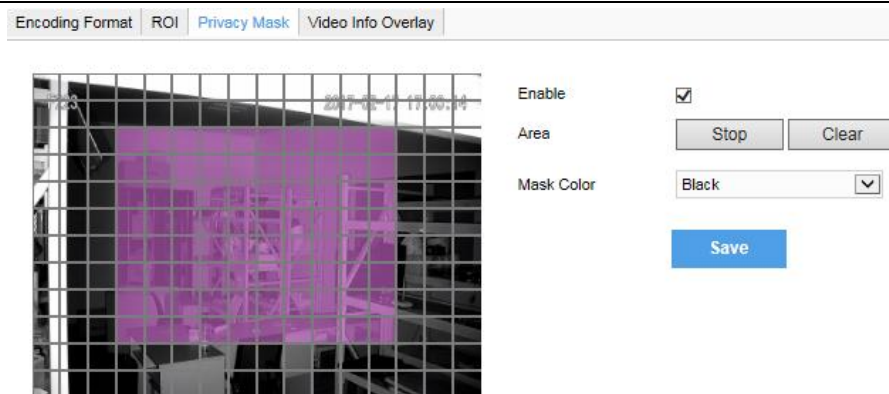 Encoding Format ROI Privacy Mask Video Info Overlay
Enable
Area Stop Clear
Mask Color Black
Save